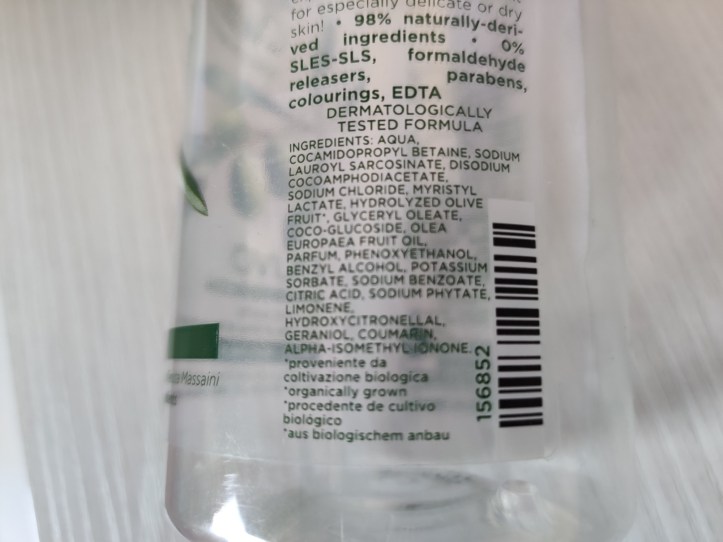 for especially delicate or dry
skin! • 98% naturally-deri-
ved ingredients • 0%
SLES-SLS, formaldehyde
releasers, parabens,
colourings, EDTA
DERMATOLOGICALLY
TESTED FORMULA
INGREDIENTS: AQUA,
COCAMIDOPROPYL BETAINE, SODIUM
LAUROYL SARCOSINATE, DISODIUM
COCOAMPHODIACETATE,
SODIUM CHLORIDE, MYRISTYL
LACTATE, HYDROLYZED OLIVE
FRUIT*, GLYCERYL OLEATE,
COCO-GLUCOSIDE, OLEA
EUROPAEA FRUIT OIL,
PARFUM, PHENOXYETHANOL,
BENZYL ALCOHOL, POTASSIUM
SORBATE, SODIUM BENZOATE,
CITRIC ACID, SODIUM PHYTATE,
LIMONENE,
HYDROXYCITRONELLAL,
GERANIOL, COUMARIN,
ALPHA-ISOMETHYL IONONE.
*proveniente da
coltivazione biologica
*organically grown
*procedente de cultivo
biológico
*aus biologischem anbau
156852
Massaini